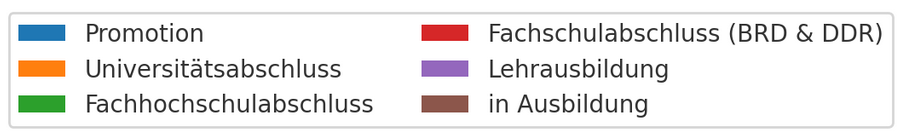 Promotion
Universitätsabschluss
Fachhochschulabschluss
Fachschulabschluss (BRD & DDR)
Lehrausbildung
in Ausbildung